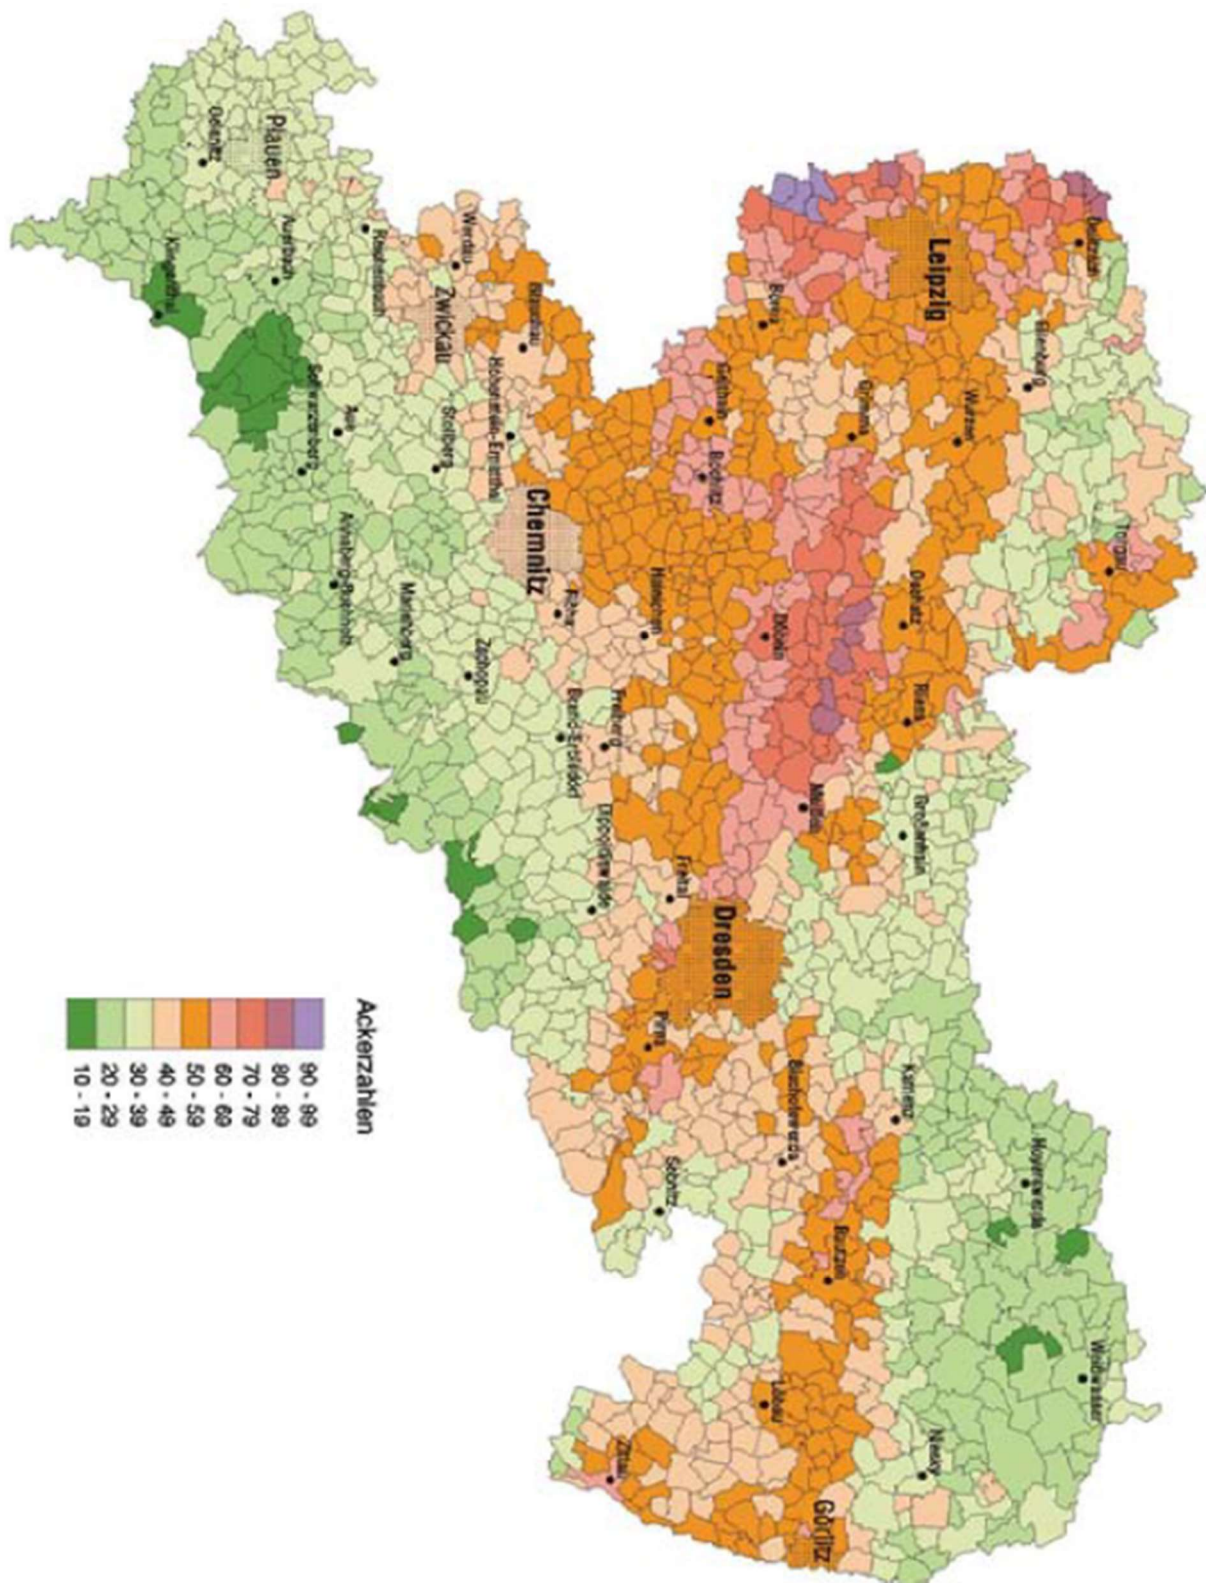 Delitzsch
Eilenburg
Torgau
Leipzig
Wurzen
Oschatz
Riesa
Großenhain
Grimma
Borna
Döbeln
Meißen
Geithain
Rochlitz
Hainichen
Freital
Dresden
Pirna
Kamenz
Hoyerswerda
Weißwasser
Niesky
Bischofswerda
Bautzen
Löbau
Görlitz
Zittau
Sebnitz
Werdau
Zwickau
Hohenstein-Ernstthal
Stollberg
Chemnitz
Flöha
Freiberg
Brand-Erbisdorf
Dippoldiswalde
Zschopau
Marienberg
Annaberg-Buchholz
Reichenbach
Plauen
Oelsnitz
Auerbach
Klingenthal
Aue
Schwarzenberg
Ackerzahlen
90 - 99
80 - 89
70 - 79
60 - 69
50 - 59
40 - 49
30 - 39
20 - 29
10 - 19